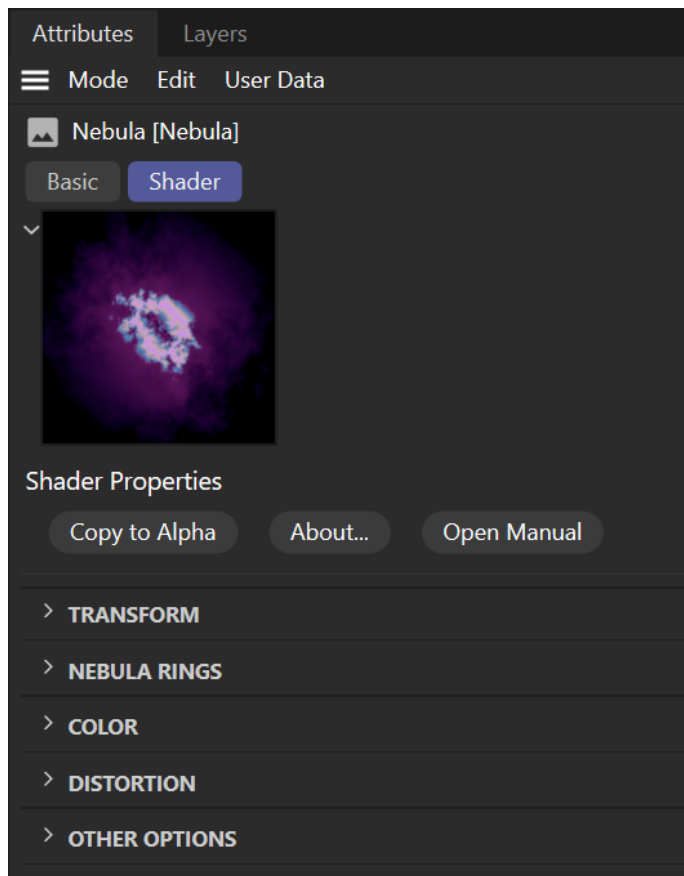 Attributes Layers
Mode Edit User Data
Nebula [Nebula]
Basic Shader
Shader Properties
Copy to Alpha About... Open Manual
TRANSFORM
NEBULA RINGS
COLOR
DISTORTION
OTHER OPTIONS